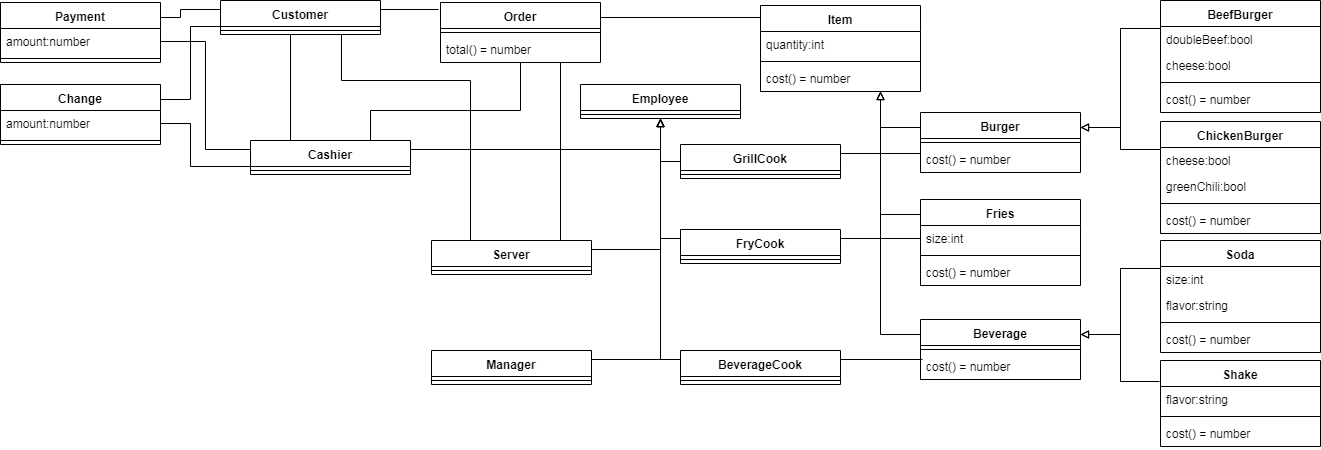 Payment
amount:number
Change
amount:number
Customer
Cashier
Order
total() = number
Employee
Server
Manager
GrillCook
FryCook
BeverageCook
Item
quantity:int
cost() = number
Burger
cost() = number
Fries
size:int
cost() = number
Beverage
cost() = number
BeefBurger
doubleBeef:bool
cheese:bool
cost() = number
ChickenBurger
cheese:bool
greenChili:bool
cost() = number
Soda
size:int
flavor:string
cost() = number
Shake
flavor:string
cost() = number